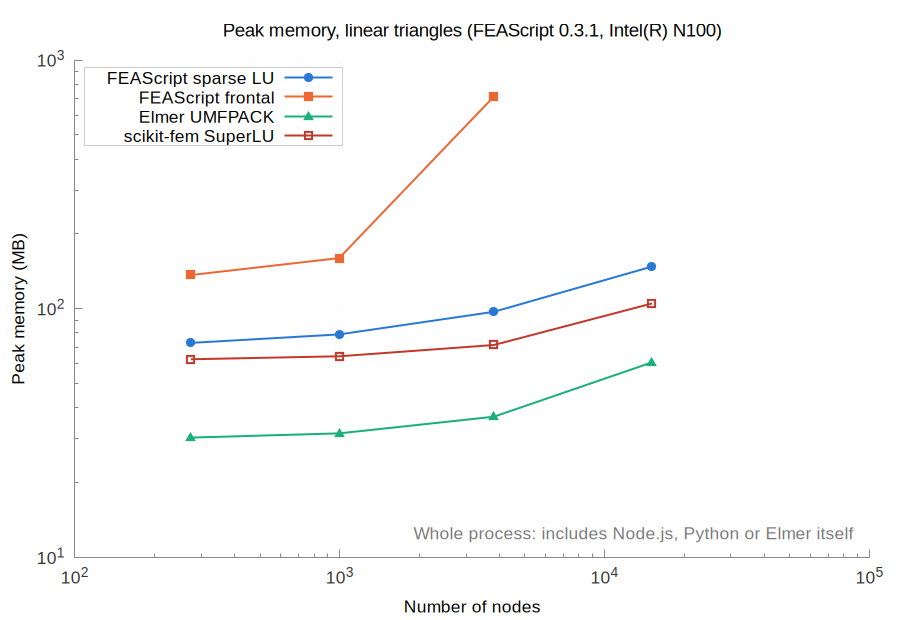 Peak memory, linear triangles (FEAScript 0.3.1, Intel(R) N100)
10³
FEAScript sparse LU
FEAScript frontal
Elmer UMFPACK
scikit-fem SuperLU
Peak memory (MB)
10²
Whole process: includes Node.js, Python or Elmer itself
10¹
10² 10³ 10⁴ 10⁵
Number of nodes